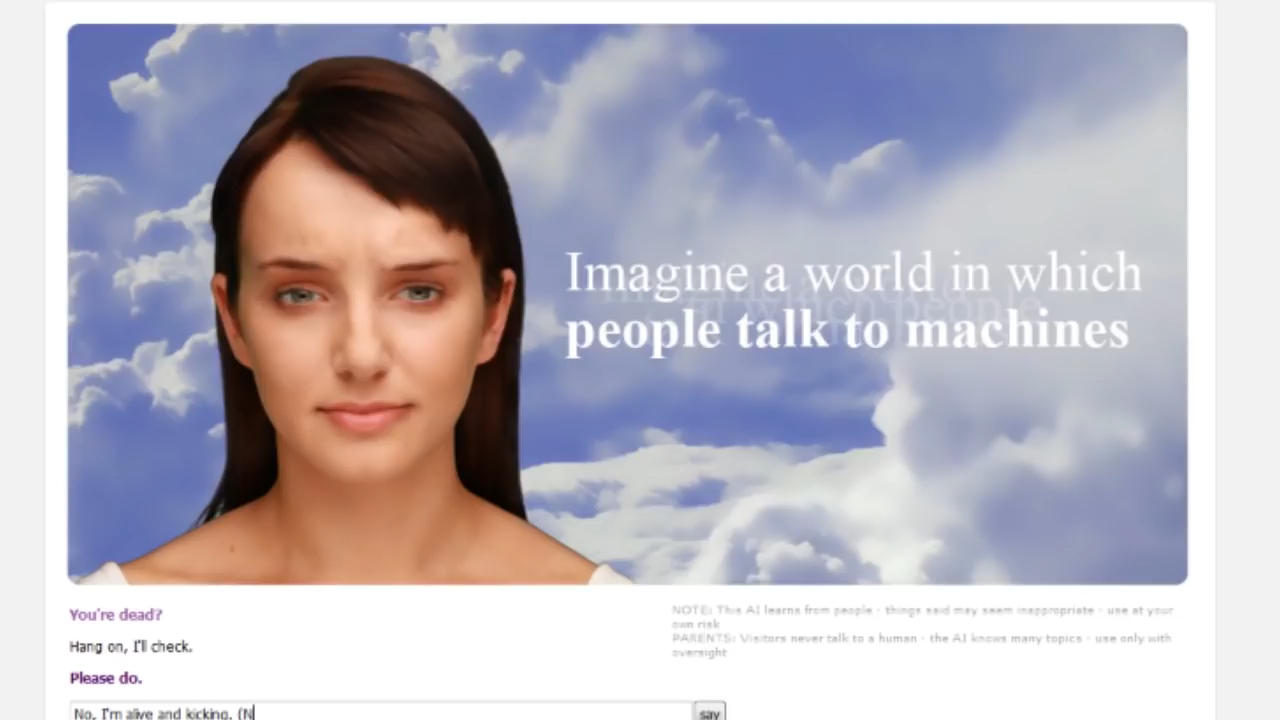 Imagine a world in which
people talk to machines
You're dead?
Hang on, I'll check.
Please do.
No, I'm alive and kicking. (N
say
NOTE: This AI learns from people - things said may seem inappropriate - use at your
own risk
PARENTS: Visitors never talk to a human - the AI knows many topics - use only with
oversight